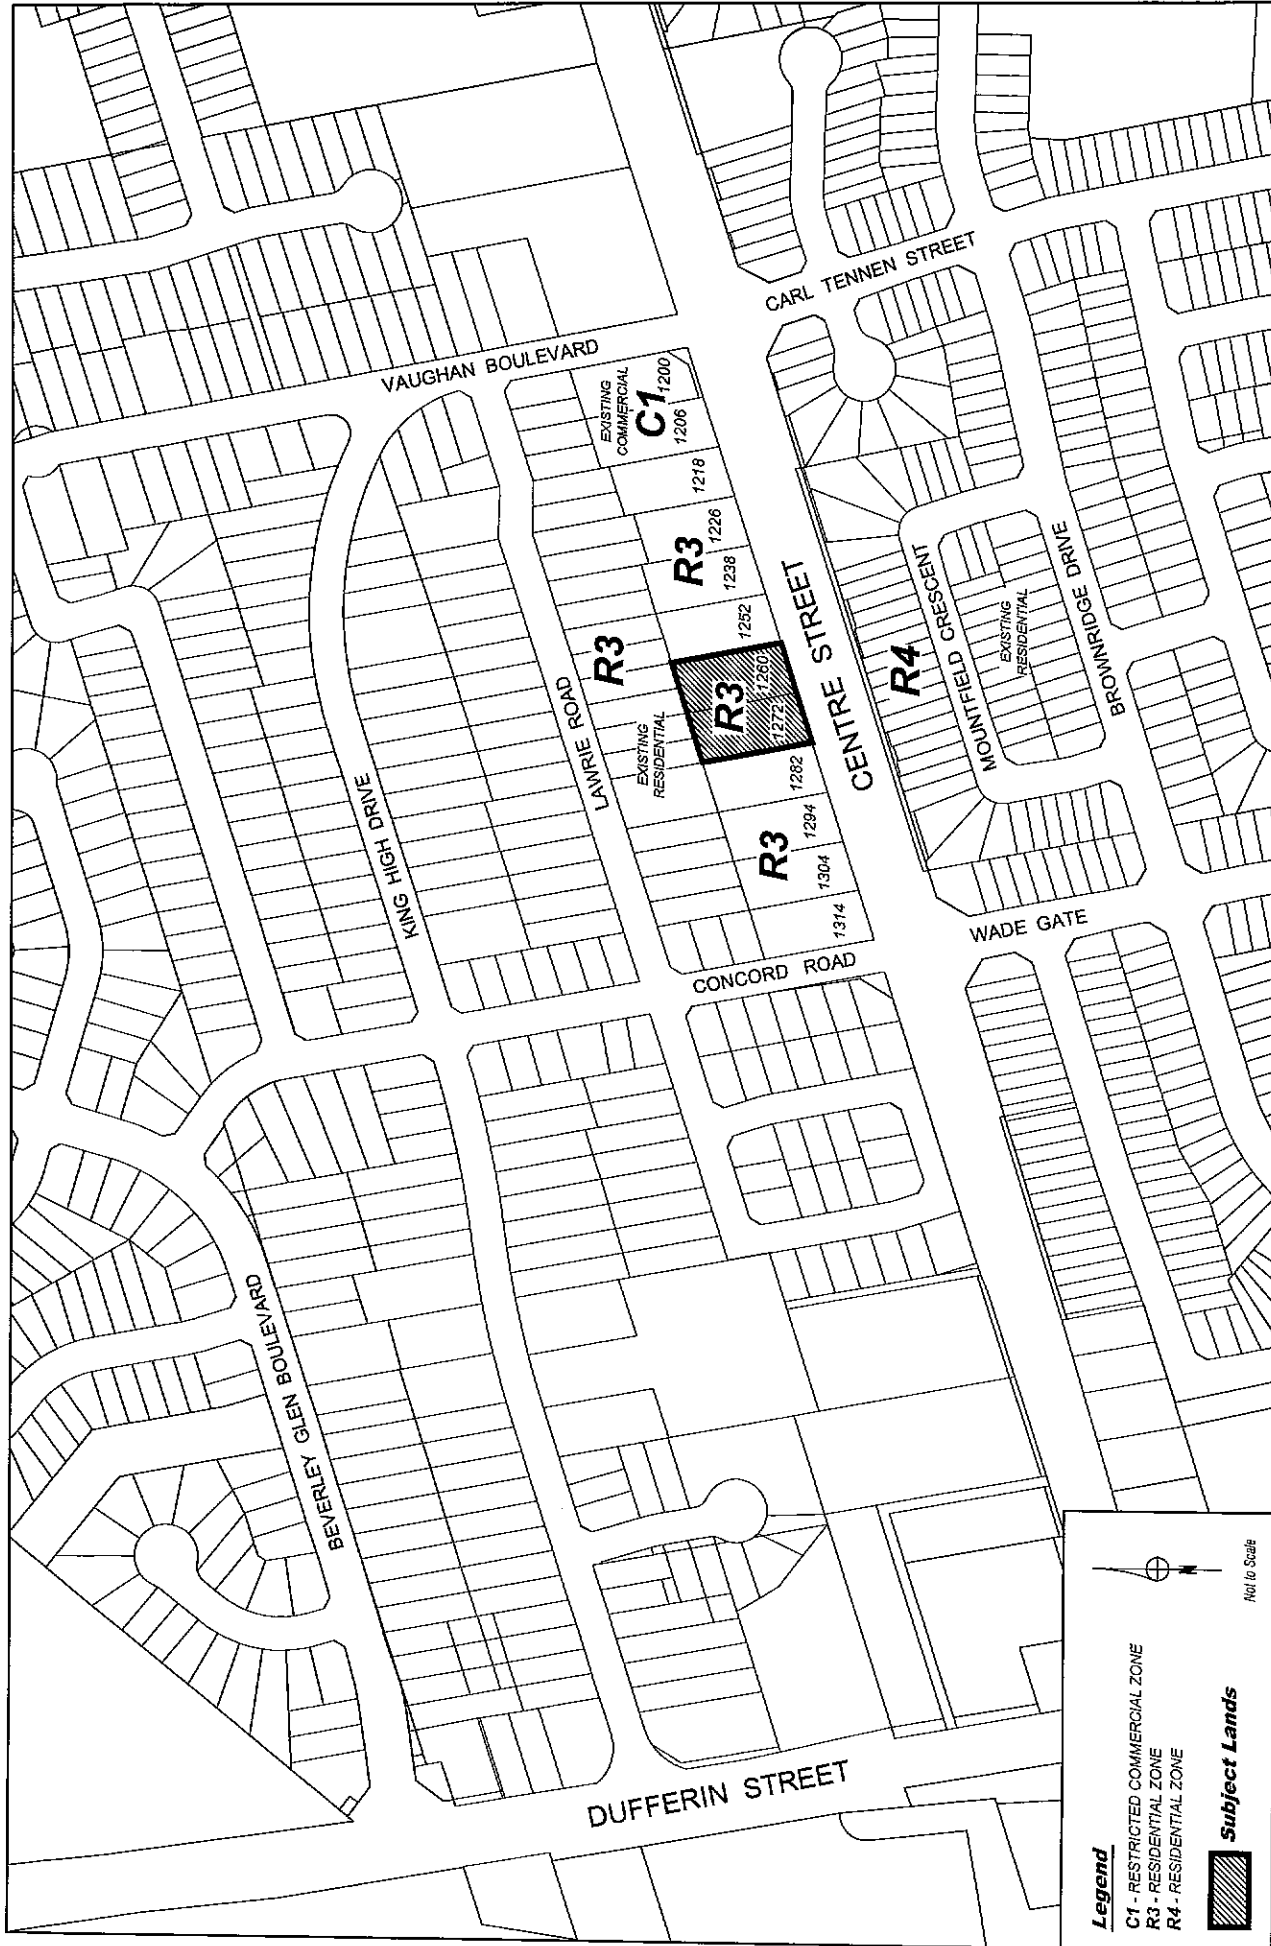 VAUGHAN BOULEVARD
CARL TENNEN STREET
EXISTING
COMMERCIAL
C1
1200
1206
1218
R3
1226
1238
1252
R3
R3
1260
1272
1282
R3
1294
1304
1314
EXISTING
RESIDENTIAL
LAWRIE ROAD
KING HIGH DRIVE
CENTRE STREET
R4
MOUNTFIELD CRESCENT
EXISTING
RESIDENTIAL
BROWNRIDGE DRIVE
WADE GATE
CONCORD ROAD
BEVERLEY GLEN BOULEVARD
DUFFERIN STREET
Legend
C1 - RESTRICTED COMMERCIAL ZONE
R3 - RESIDENTIAL ZONE
R4 - RESIDENTIAL ZONE
Subject Lands
N
Not to Scale